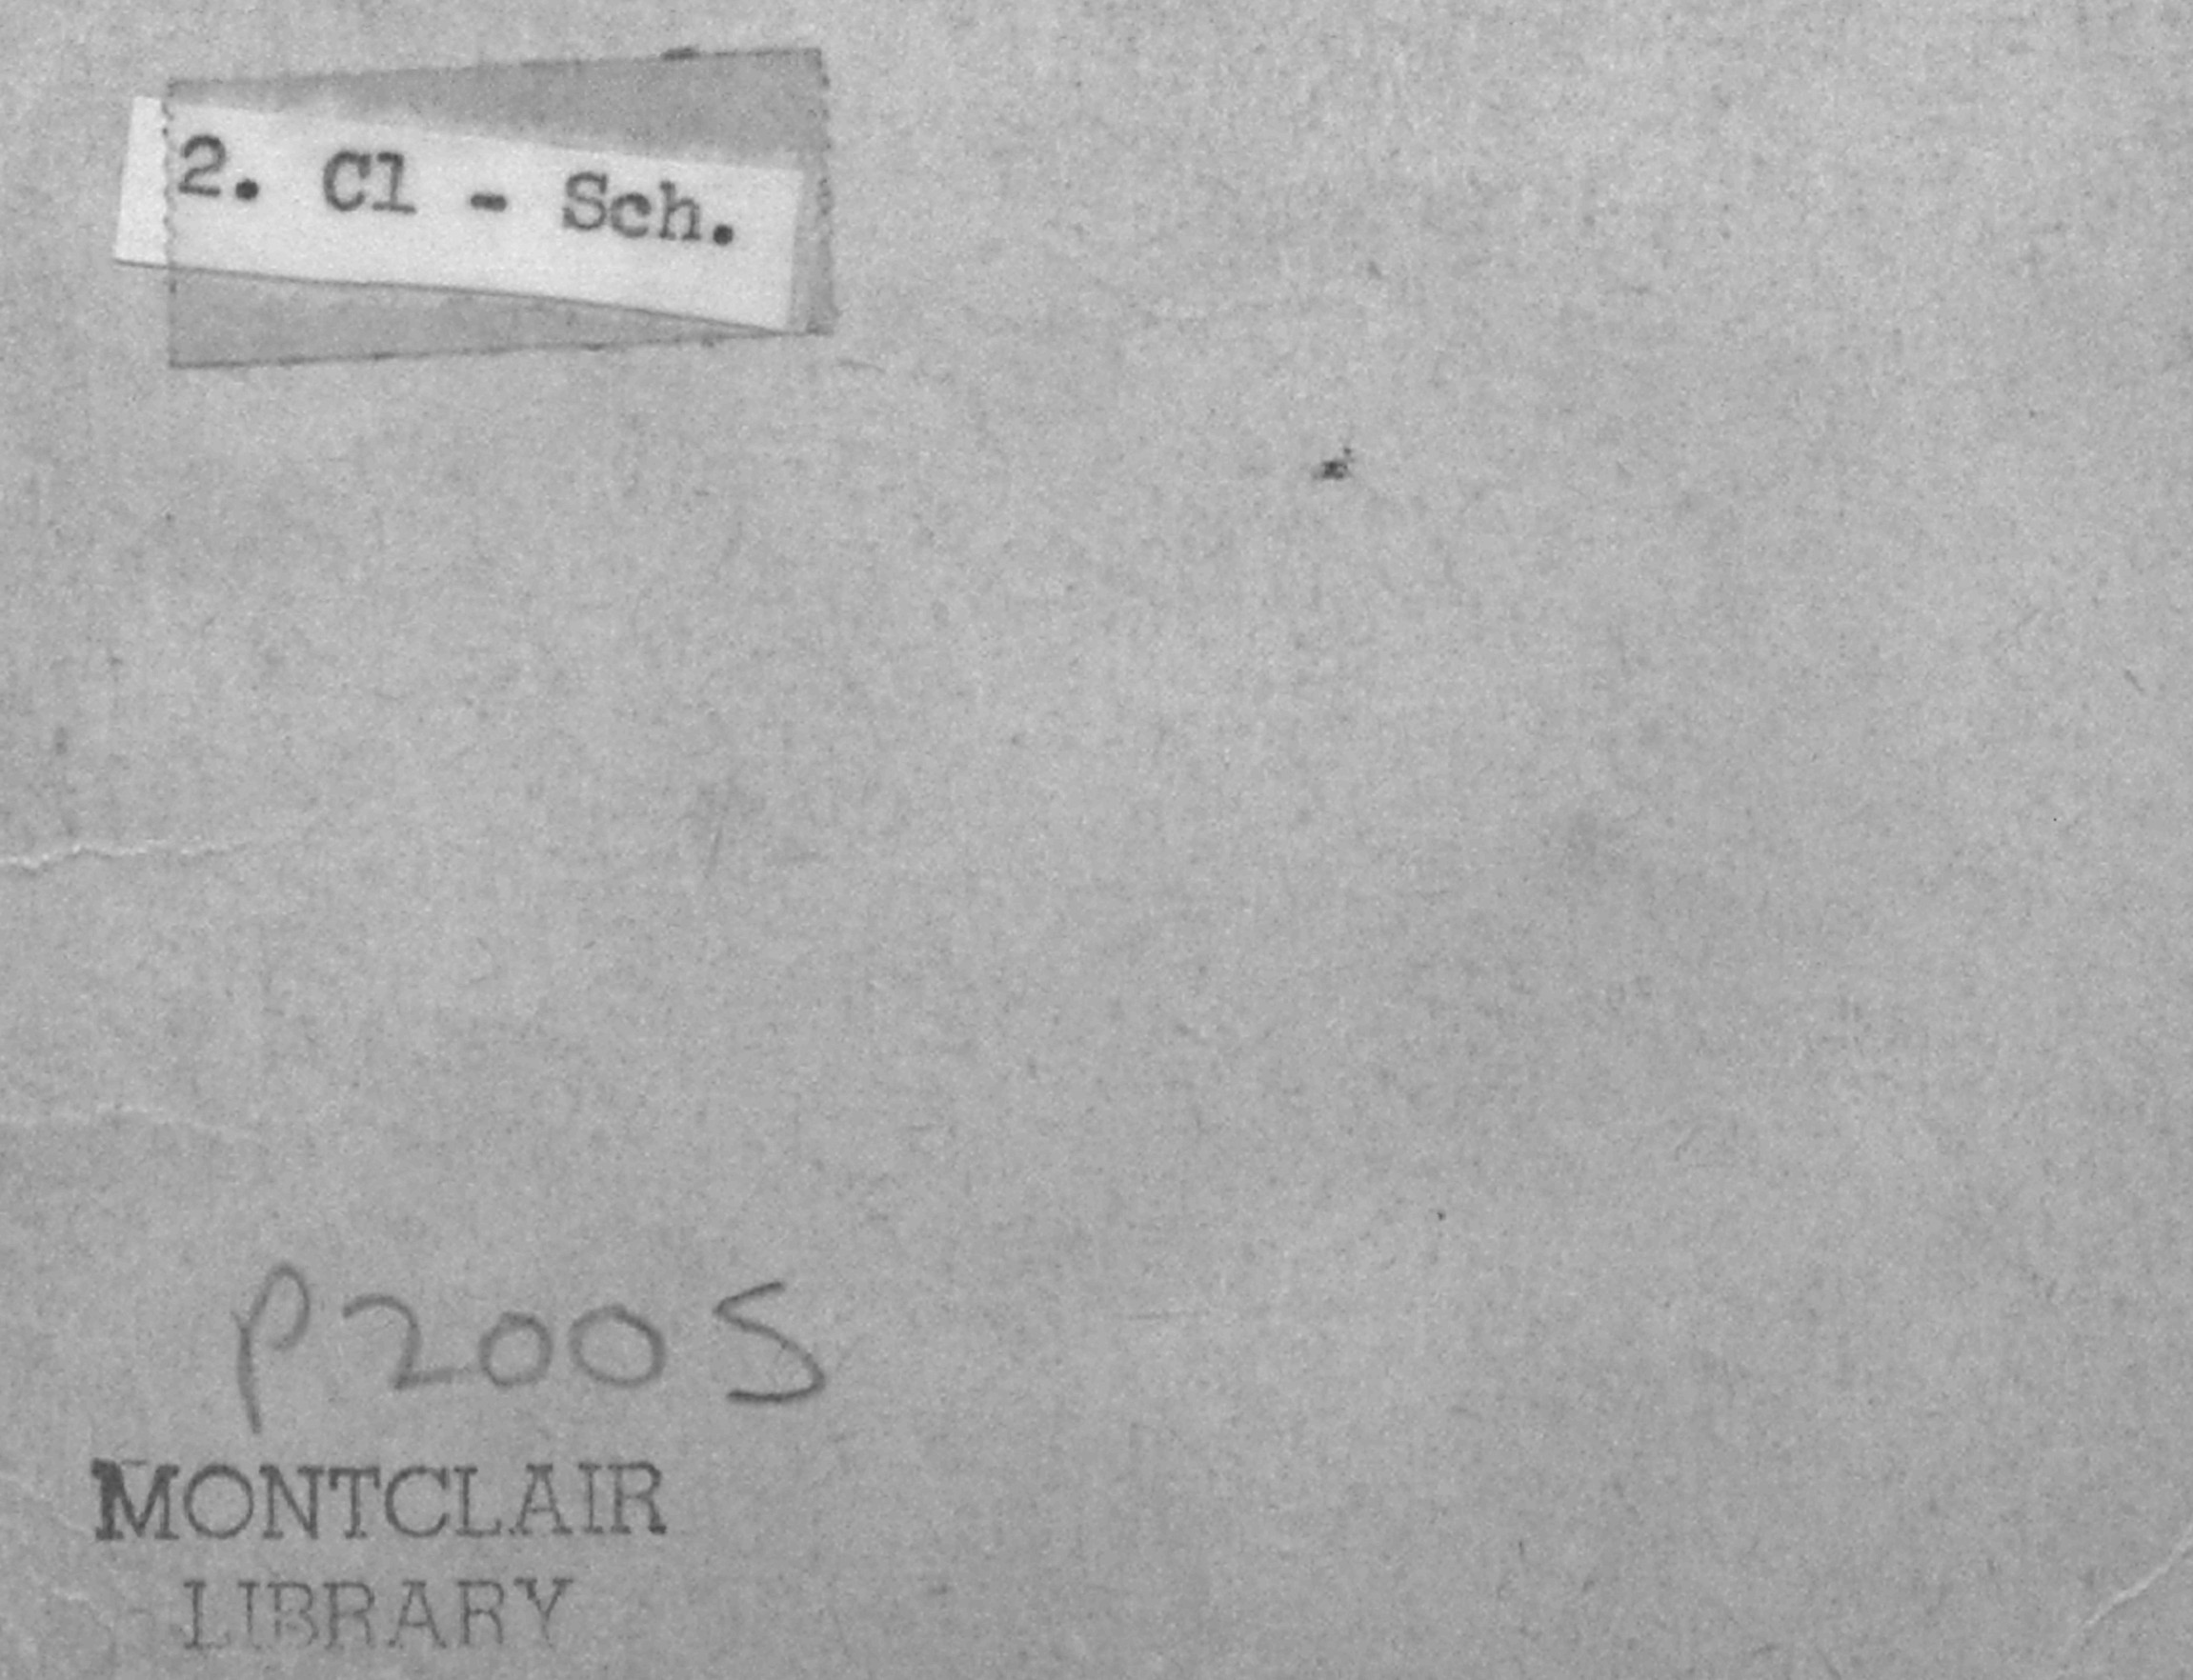 2. Cl - Sch.
P2005
MONTCLAIR
LIBRARY